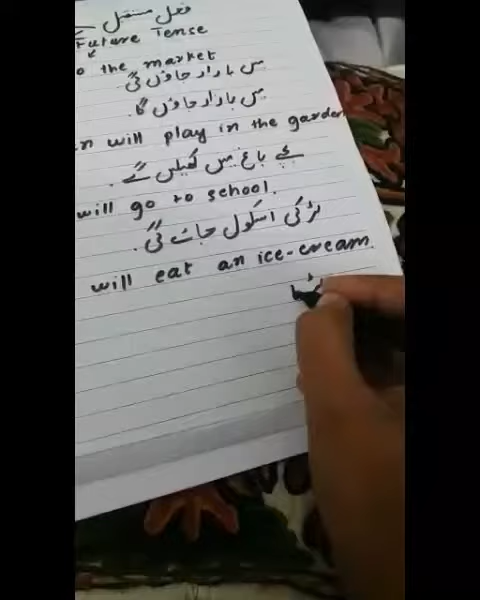 فعل مستقبل
Future Tense
o the market
میں بازار جاؤں گی
میں بازار جاؤں گا.
n will play in the garden
بچے باغ میں کھیلیں گے.
will go to school.
لڑکی اسکول جائے گی.
will eat an ice-cream.